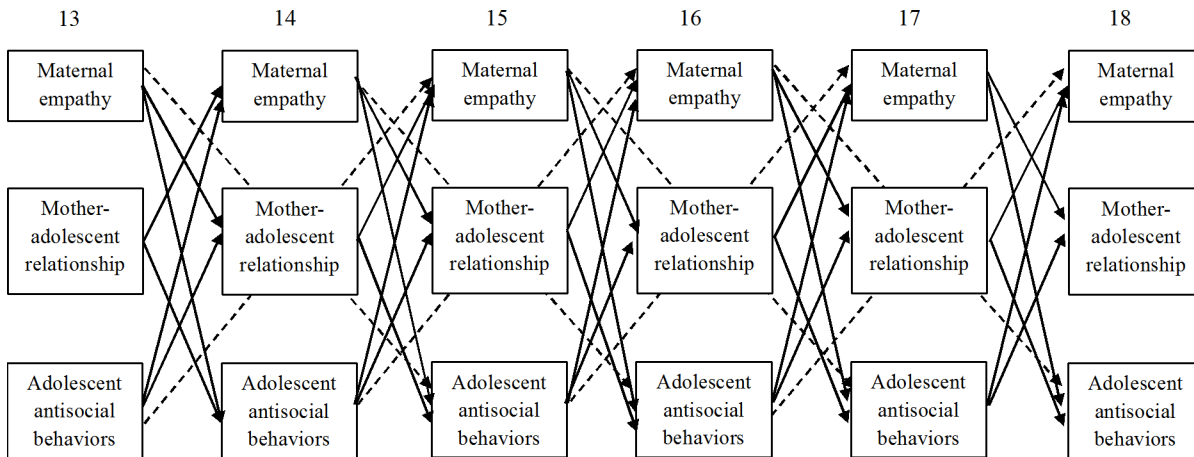 13 14 15 16 17 18
Maternal empathy
Maternal empathy
Maternal empathy
Maternal empathy
Maternal empathy
Maternal empathy
Mother-
adolescent
relationship
Mother-
adolescent
relationship
Mother-
adolescent
relationship
Mother-
adolescent
relationship
Mother-
adolescent
relationship
Mother-
adolescent
relationship
Adolescent
antisocial
behaviors
Adolescent
antisocial
behaviors
Adolescent
antisocial
behaviors
Adolescent
antisocial
behaviors
Adolescent
antisocial
behaviors
Adolescent
antisocial
behaviors